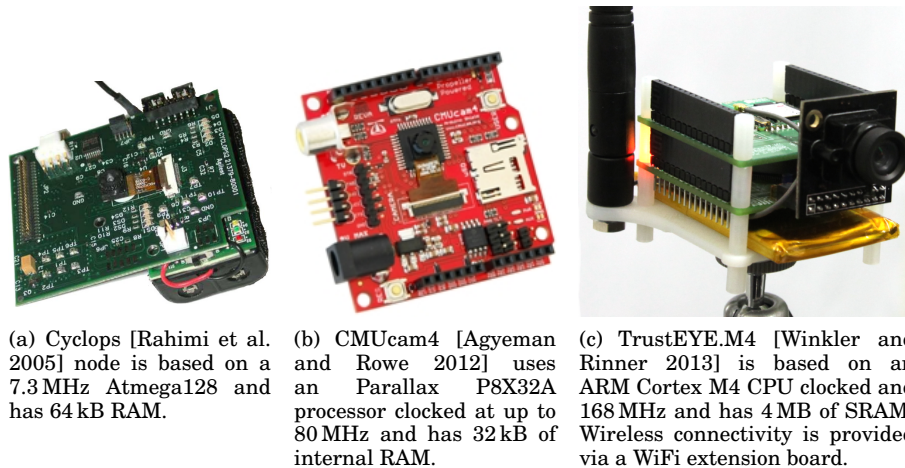 Propeller
Powered
CMUcam4
(a) Cyclops [Rahimi et al.
2005] node is based on a
7.3 MHz Atmega128 and
has 64 kB RAM.
(b) CMUcam4 [Agyeman
and Rowe 2012] uses
an Parallax P8X32A
processor clocked at up to
80 MHz and has 32 kB of
internal RAM.
(c) TrustEYE.M4 [Winkler and
Rinner 2013] is based on an
ARM Cortex M4 CPU clocked and
168 MHz and has 4 MB of SRAM.
Wireless connectivity is provided
via a WiFi extension board.